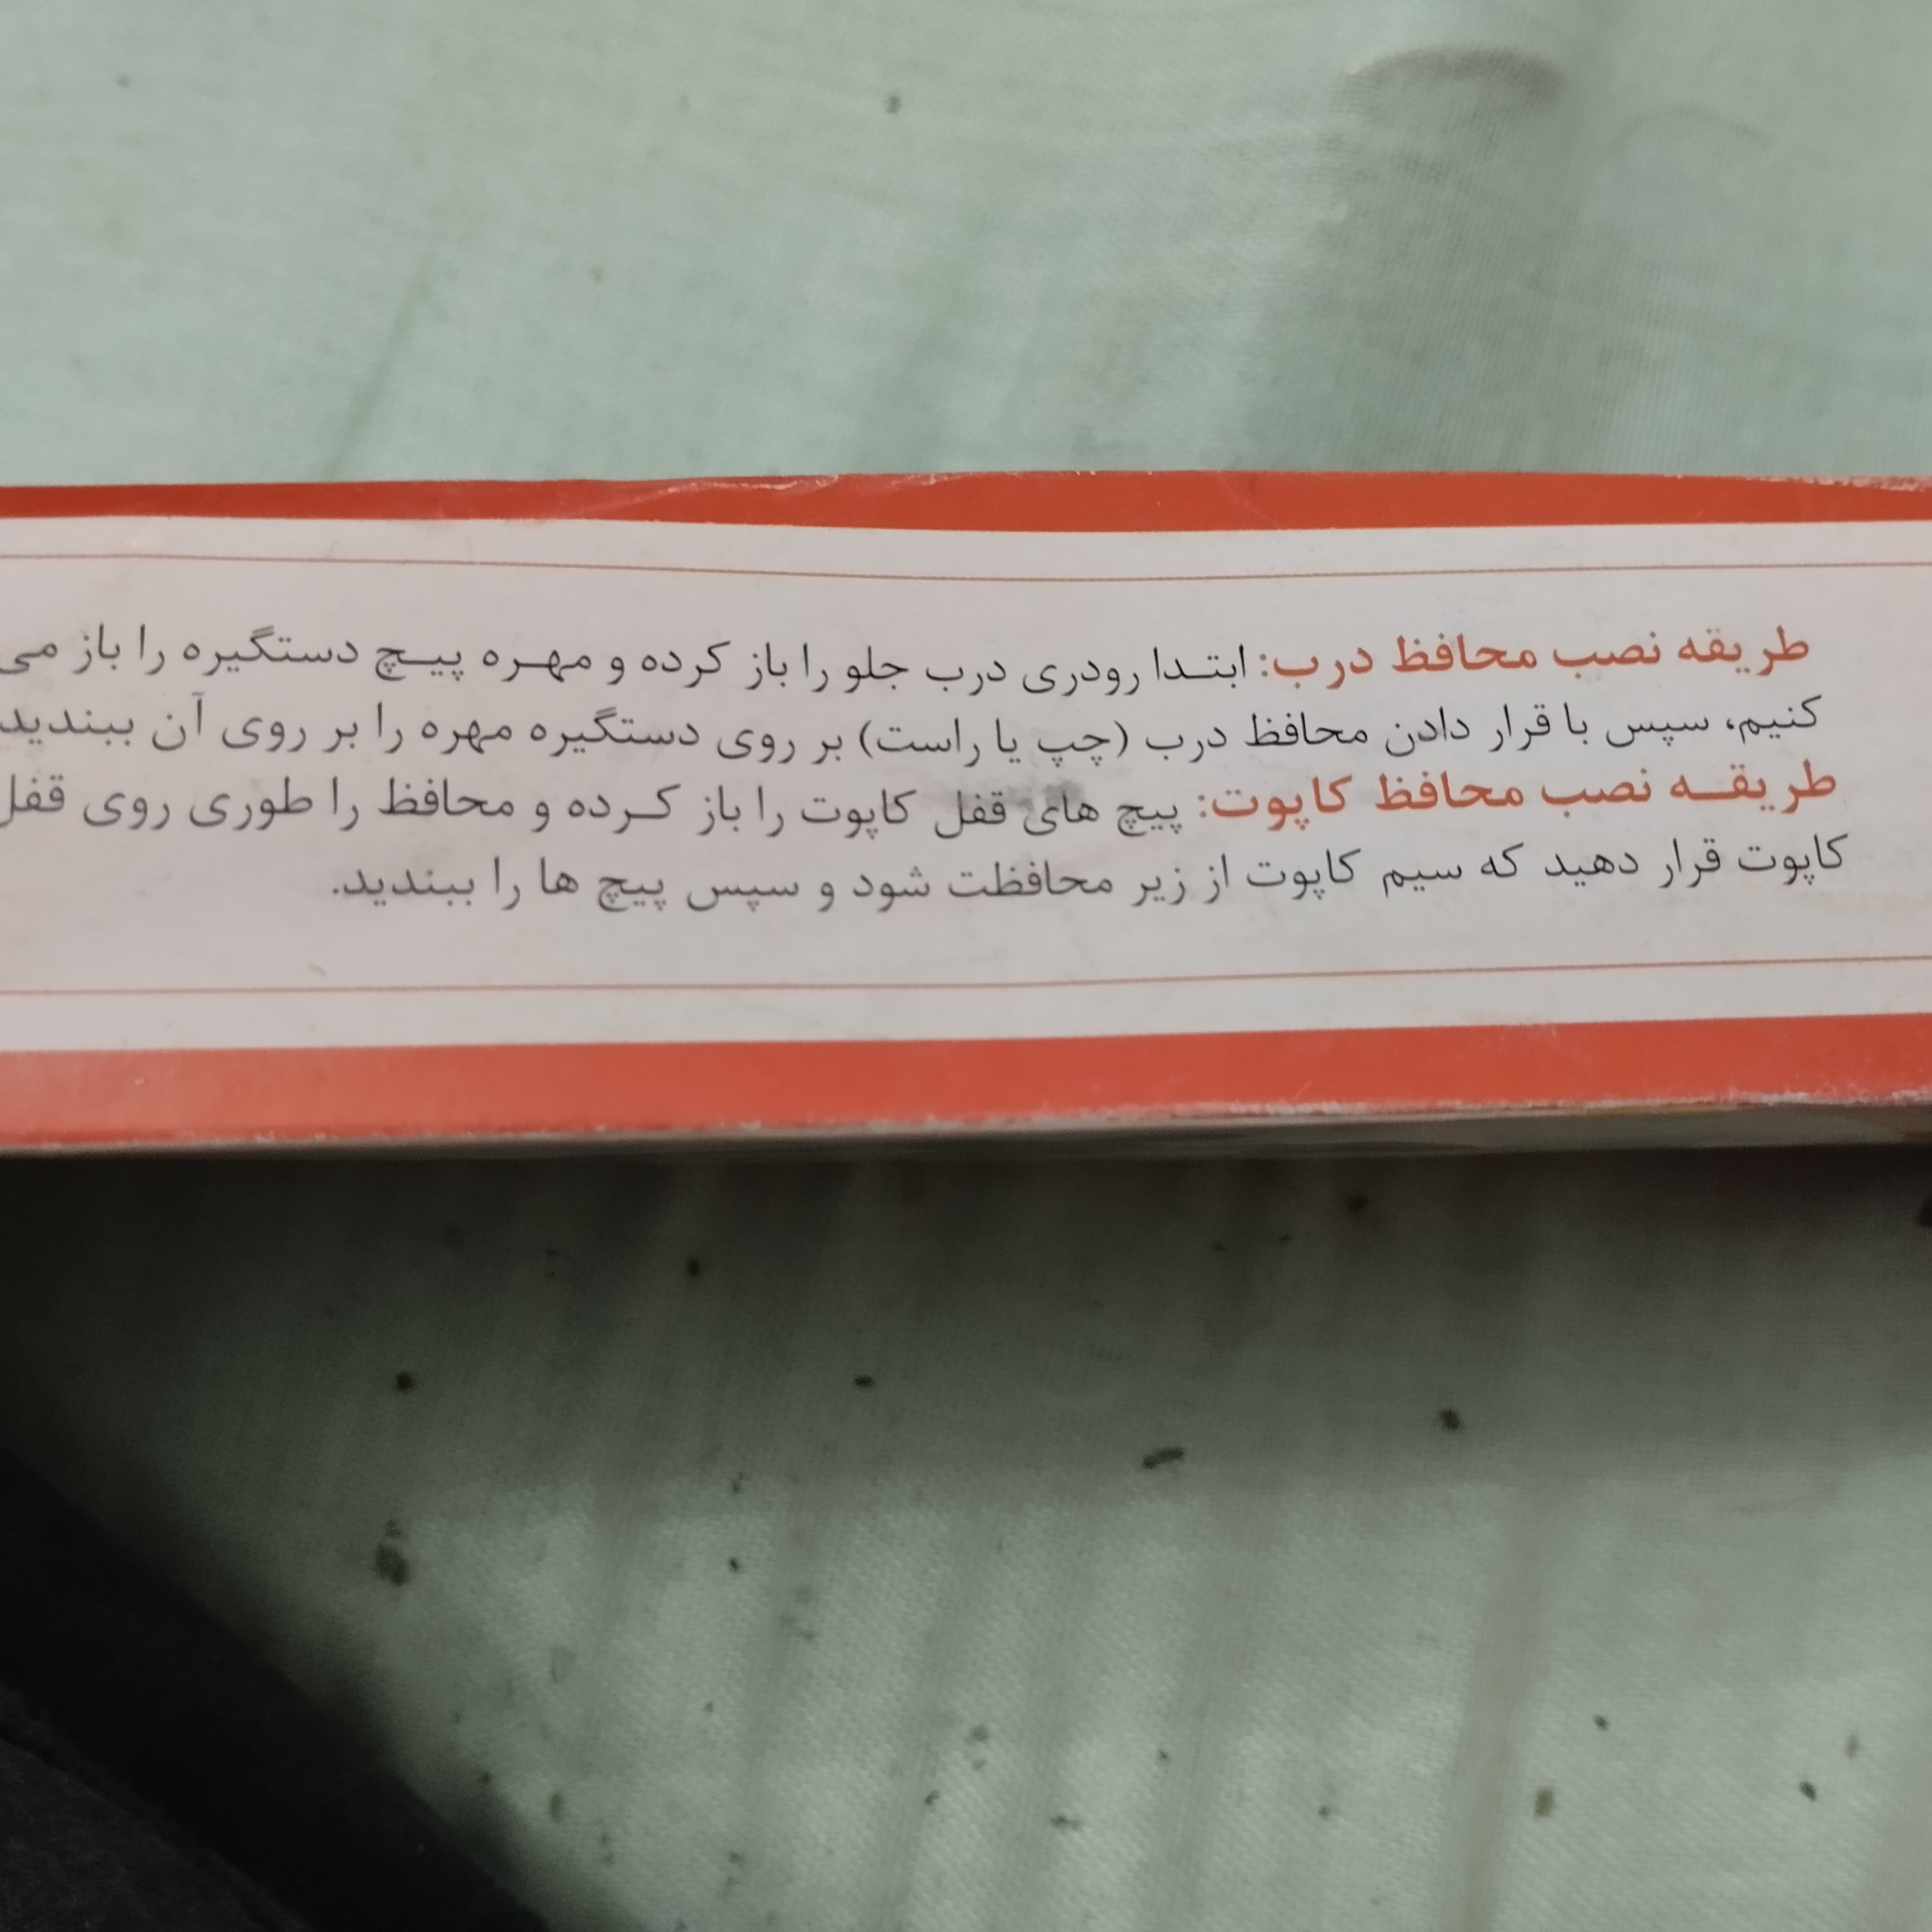 طریقه نصب محافظ درب: ابتدا رودری درب جلو را باز کرده و مهره پیچ دستگیره را باز می
کنیم، سپس با قرار دادن محافظ درب (چپ یا راست) بر روی دستگیره مهره را بر روی آن ببندید
طریقه نصب محافظ کاپوت: پیچ های قفل کاپوت را باز کرده و محافظ را طوری روی قفل
کاپوت قرار دهید که سیم کاپوت از زیر محافظت شود و سپس پیچ ها را ببندید.